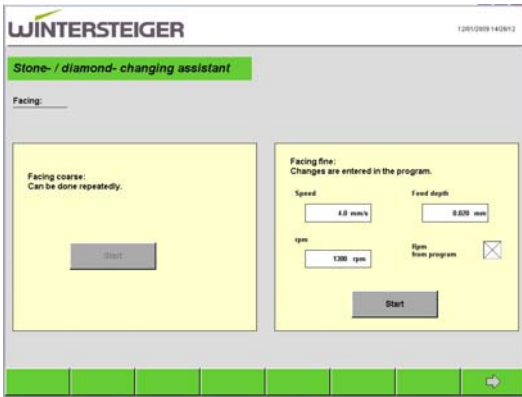 WINTERSTEIGER
12/01/2009 14/26/12
Stone- / diamond- changing assistant
Facing:
Facing coarse:
Can be done repeatedly.
Start
Facing fine:
Changes are entered in the program.
Speed
Feed depth
4.0 mm/s
0.020 mm
rpm
Rpm
from program
1300 rpm
Start